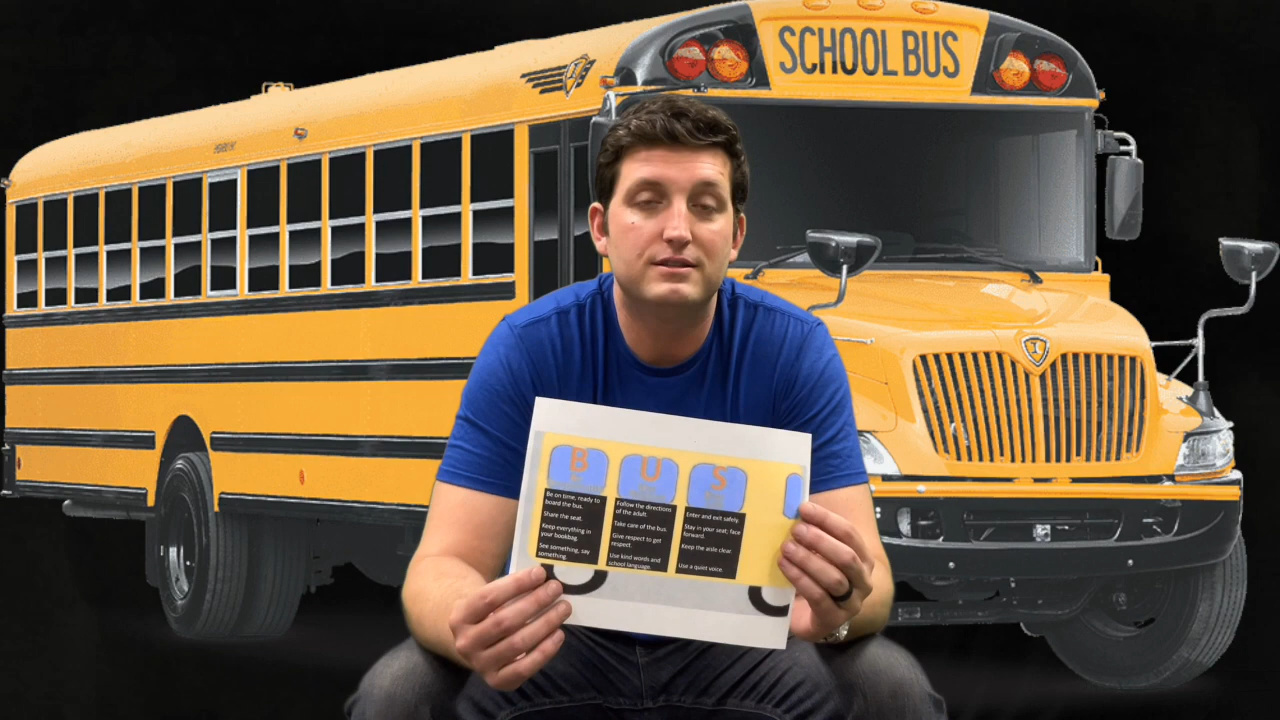 SCHOOL BUS
B U S
Be on time, ready to
board the bus.
Share the seat.
Keep everything in
your bookbag.
See something, say
something.
Follow the directions
of the adult.
Take care of the bus.
Give respect to get
respect.
Use kind words and
school language.
Enter and exit safely.
Stay in your seat; face
forward.
Keep the aisle clear.
Use a quiet voice.